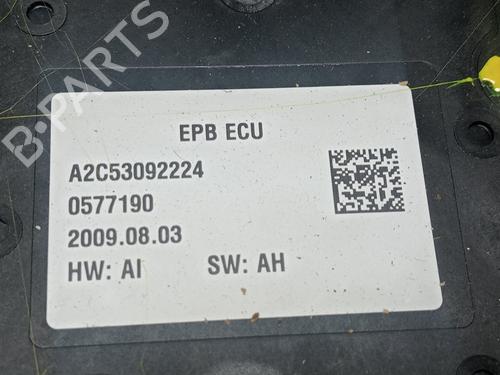 B-PARTS
EPB ECU
A2C53092224
0577190
2009.08.03
HW: AI SW: AH